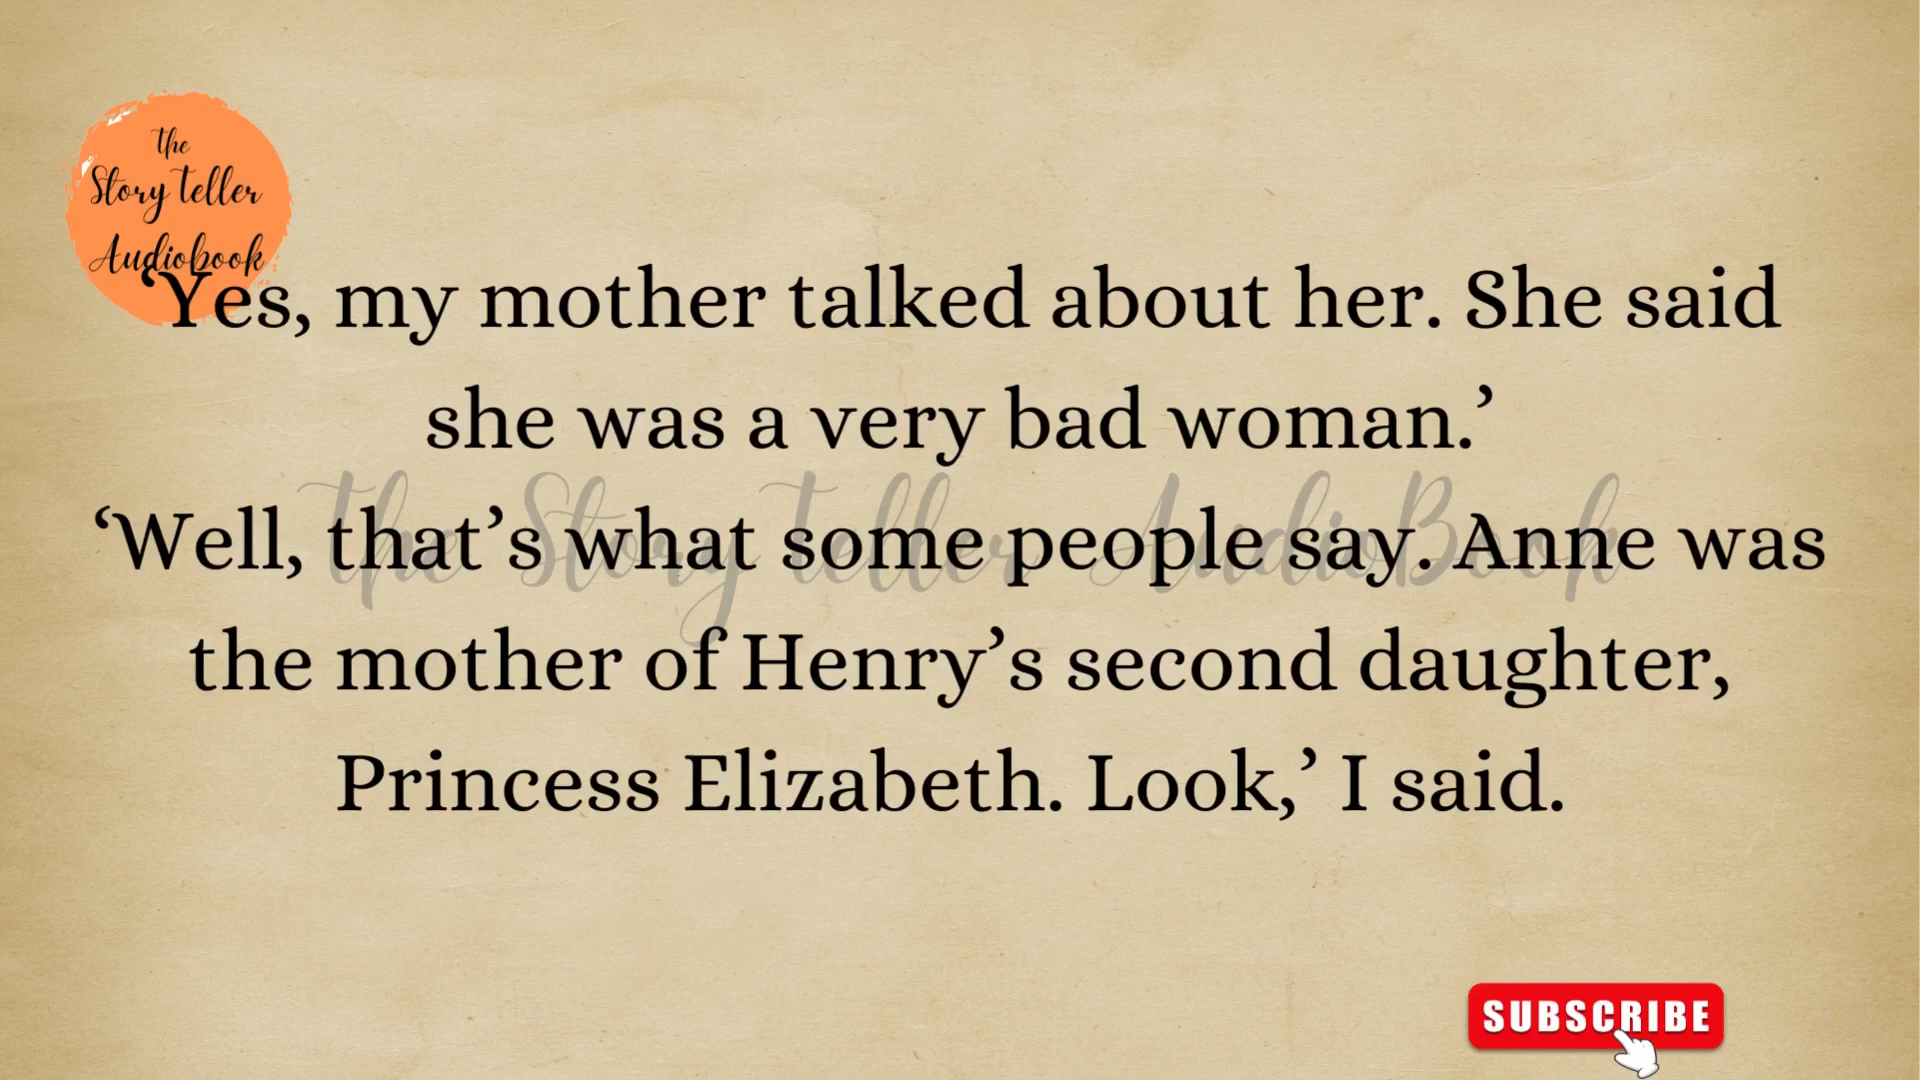 the
Story teller
Audiobook
‘Yes, my mother talked about her. She said
she was a very bad woman.’
the Story teller AudioBook
‘Well, that’s what some people say. Anne was
the mother of Henry’s second daughter,
Princess Elizabeth. Look,’ I said.
SUBSCRIBE